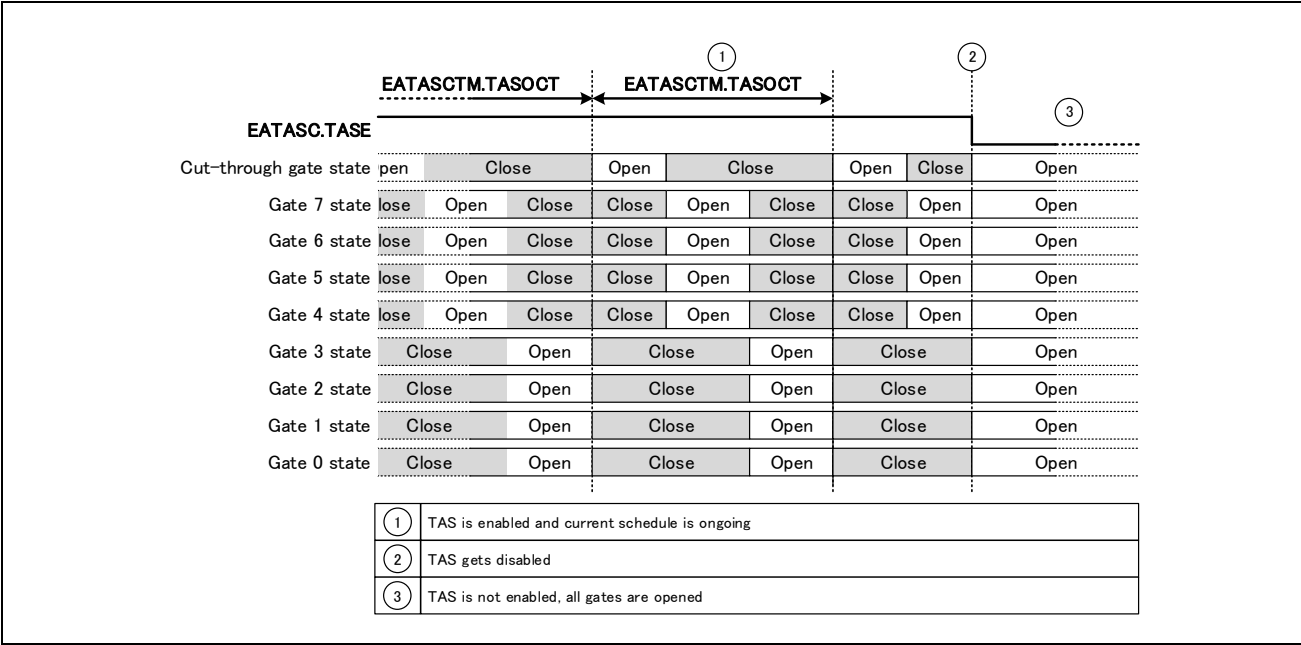 1
2
EATASCTM.TASOCT EATASCTM.TASOCT
3
EATASC.TASE
Cut-through gate state pen Close Open Close Open Close Open
Gate 7 state lose Open Close Close Open Close Close Open Open
Gate 6 state lose Open Close Close Open Close Close Open Open
Gate 5 state lose Open Close Close Open Close Close Open Open
Gate 4 state lose Open Close Close Open Close Close Open Open
Gate 3 state Close Open Close Open Close Open
Gate 2 state Close Open Close Open Close Open
Gate 1 state Close Open Close Open Close Open
Gate 0 state Close Open Close Open Close Open
1 TAS is enabled and current schedule is ongoing
2 TAS gets disabled
3 TAS is not enabled, all gates are opened